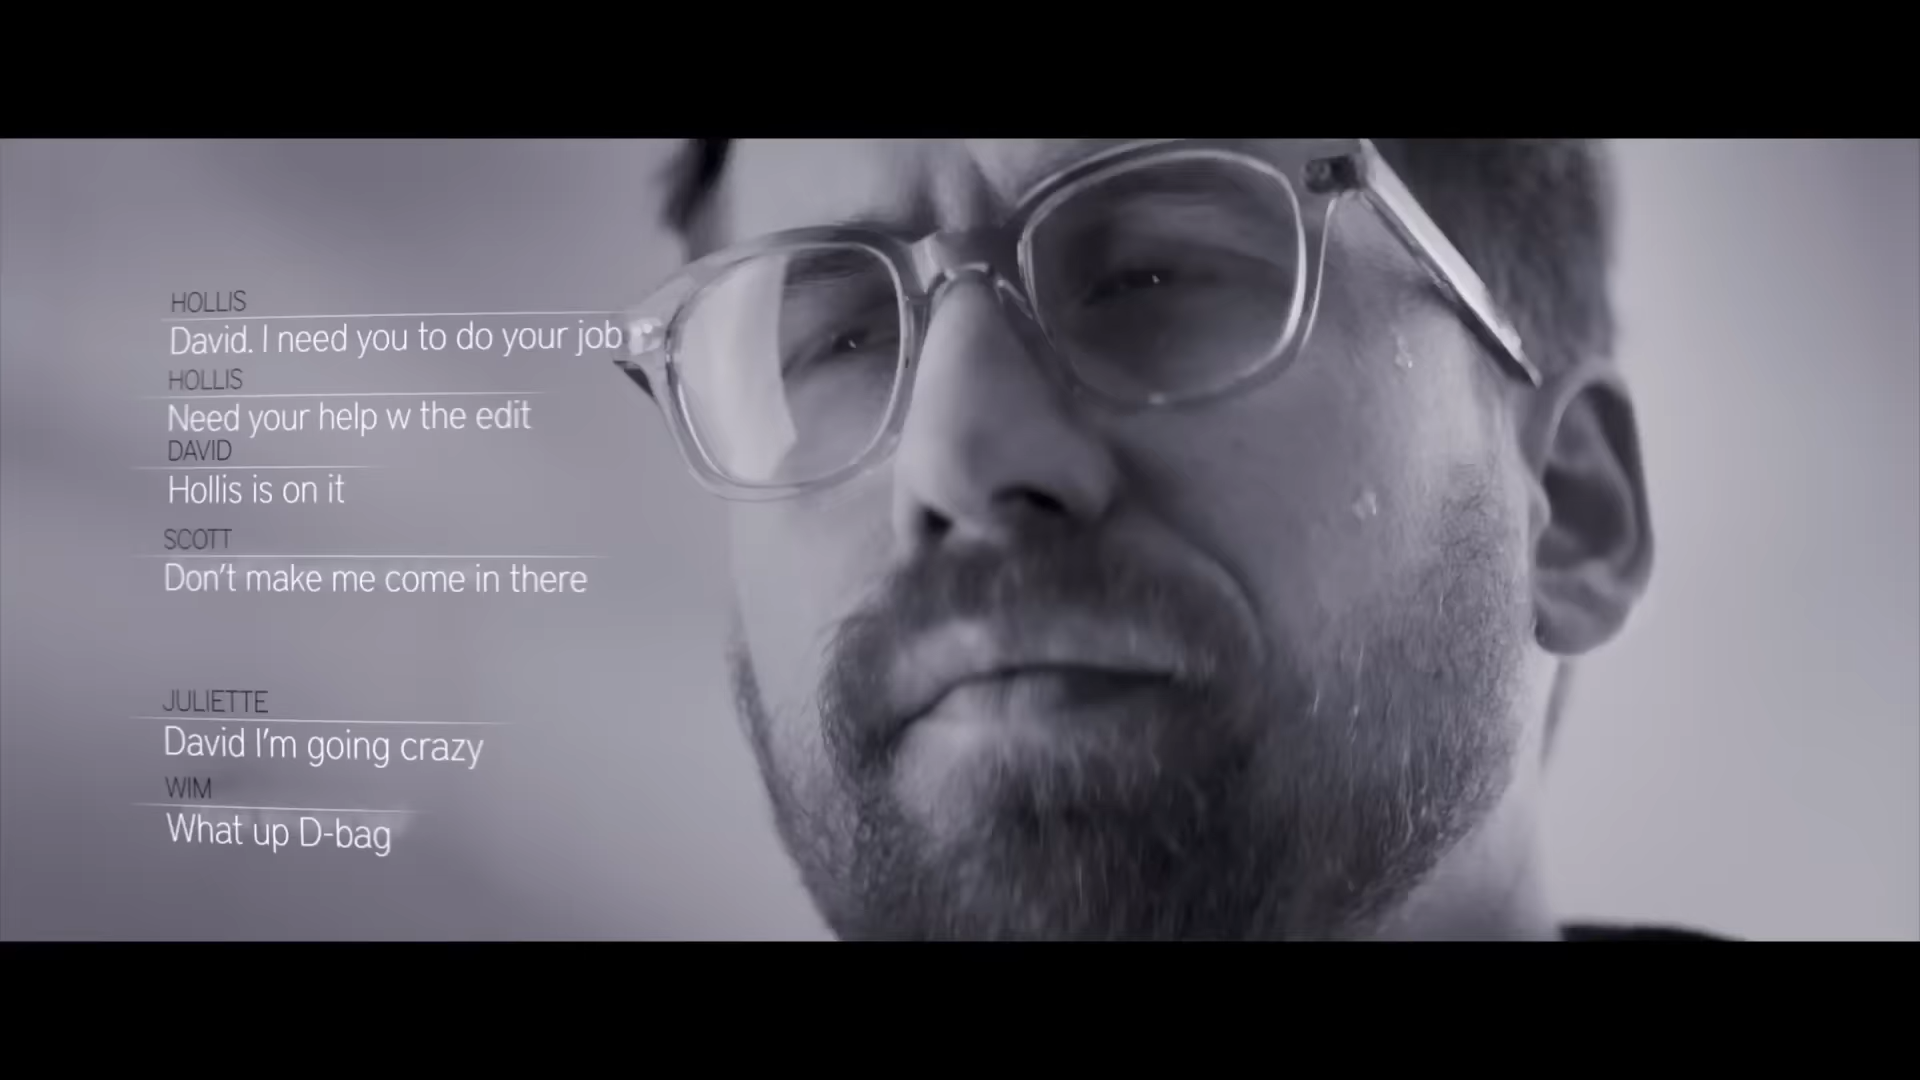 HOLLIS
David. I need you to do your job
HOLLIS
Need your help w the edit
DAVID
Hollis is on it
SCOTT
Don't make me come in there
JULIETTE
David I'm going crazy
WIM
What up D-bag